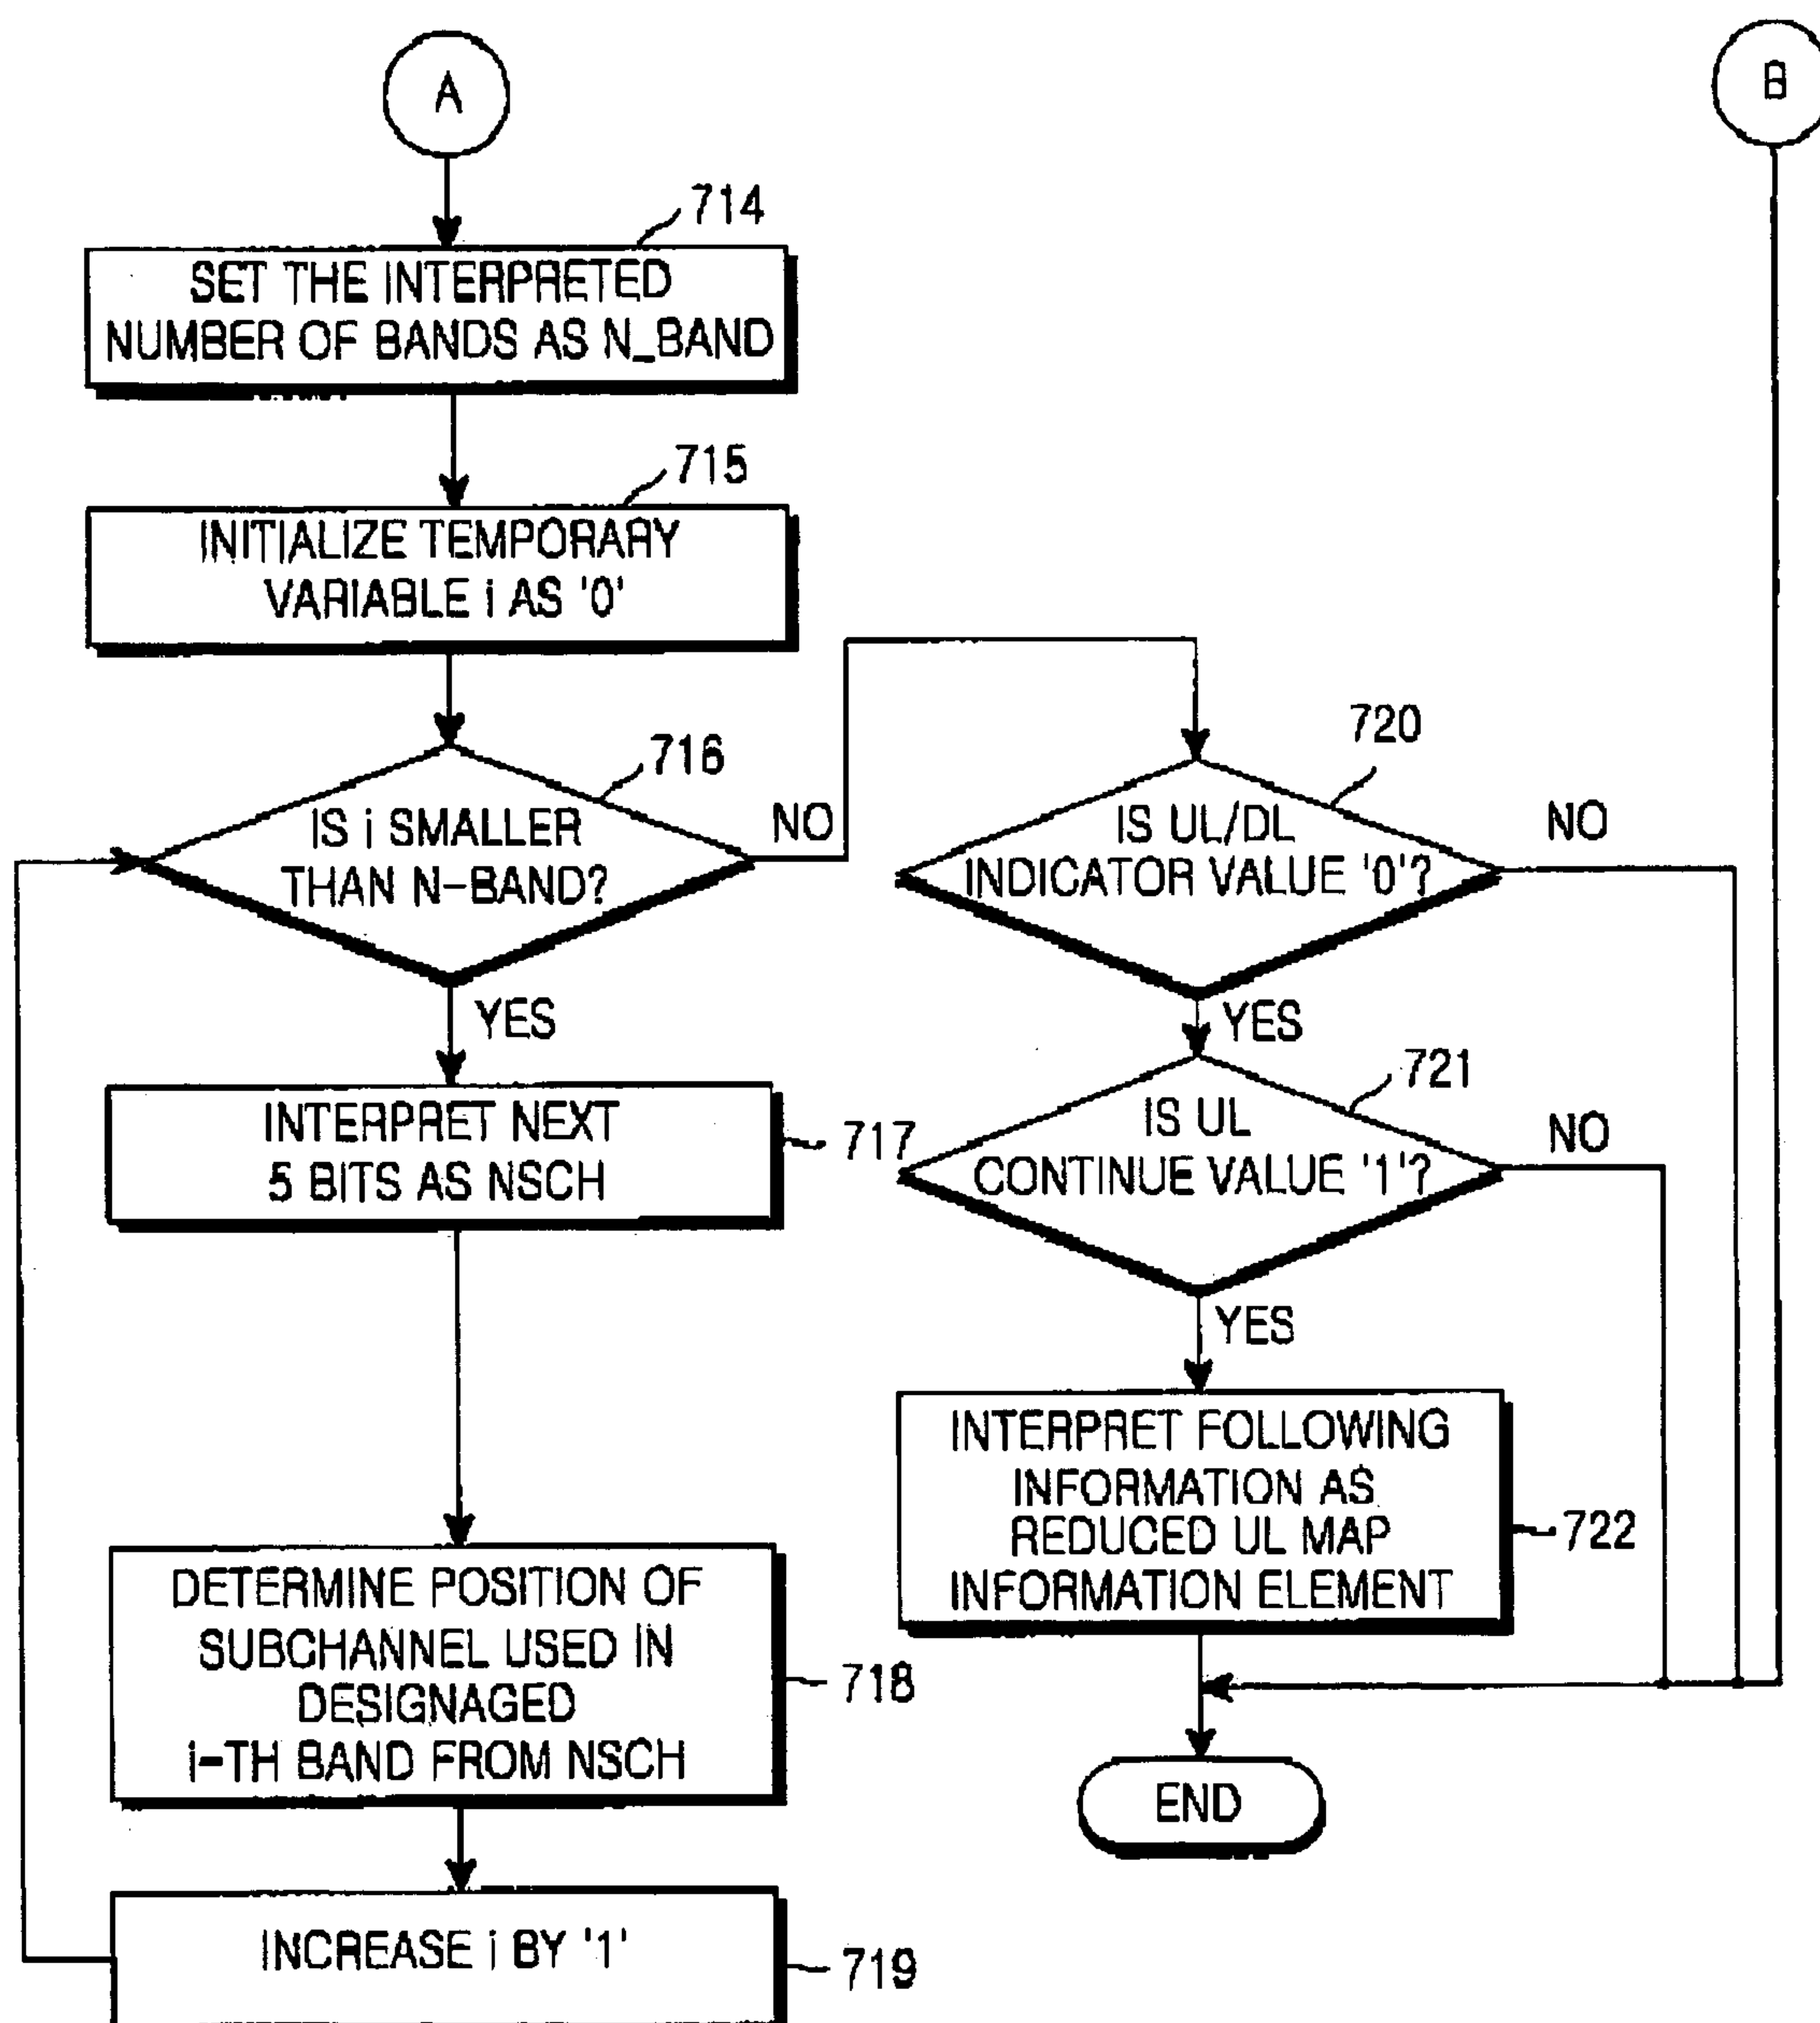 A
B
714
SET THE INTERPRETED
NUMBER OF BANDS AS N_BAND
715
INITIALIZE TEMPORARY
VARIABLE i AS '0'
716
IS i SMALLER
THAN N-BAND?
NO
YES
INTERPRET NEXT
5 BITS AS NSCH
717
DETERMINE POSITION OF
SUBCHANNEL USED IN
DESIGNAGED
i-TH BAND FROM NSCH
718
INCREASE i BY '1'
719
720
IS UL/DL
INDICATOR VALUE '0'?
NO
YES
721
IS UL
CONTINUE VALUE '1'?
NO
YES
INTERPRET FOLLOWING
INFORMATION AS
REDUCED UL MAP
INFORMATION ELEMENT
722
END